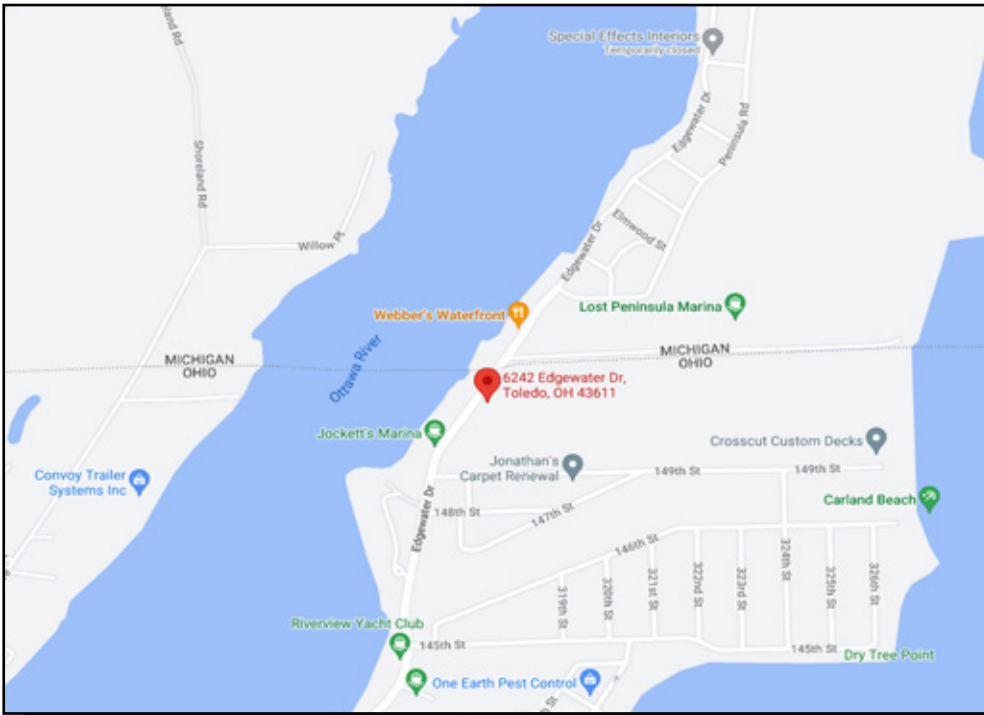 Special Effects Interiors
Temporarily closed
Shoreland Rd
Edgewater Dr
Peninsula Rd
Willow Pl
Elmwood St
Edgewater Dr
Lost Peninsula Marina
Webber's Waterfront
Ottawa River
MICHIGAN
OHIO
MICHIGAN
OHIO
6242 Edgewater Dr,
Toledo, OH 43611
Jockett's Marina
Crosscut Custom Decks
Jonathan's
Carpet Renewal
149th St
149th St
Convoy Trailer
Systems Inc
Carland Beach
148th St
147th St
Edgewater Dr
146th St
319th St
320th St
321st St
322nd St
323rd St
324th St
325th St
326th St
Riverview Yacht Club
145th St
145th St
Dry Tree Point
One Earth Pest Control